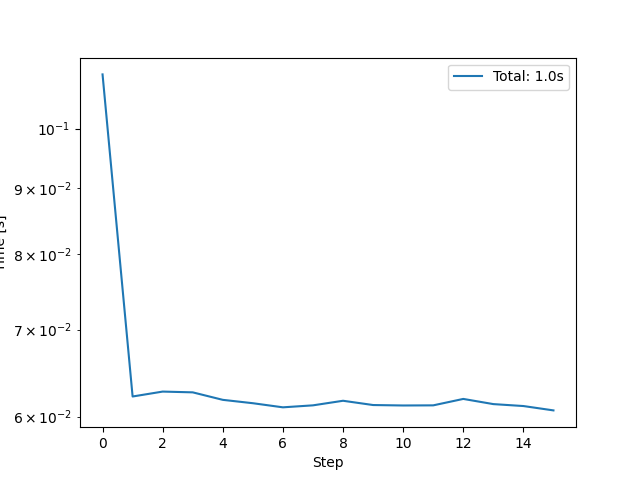 Total: 1.0s
10⁻¹
9 × 10⁻²
8 × 10⁻²
7 × 10⁻²
6 × 10⁻²
0 2 4 6 8 10 12 14
Step
[s]